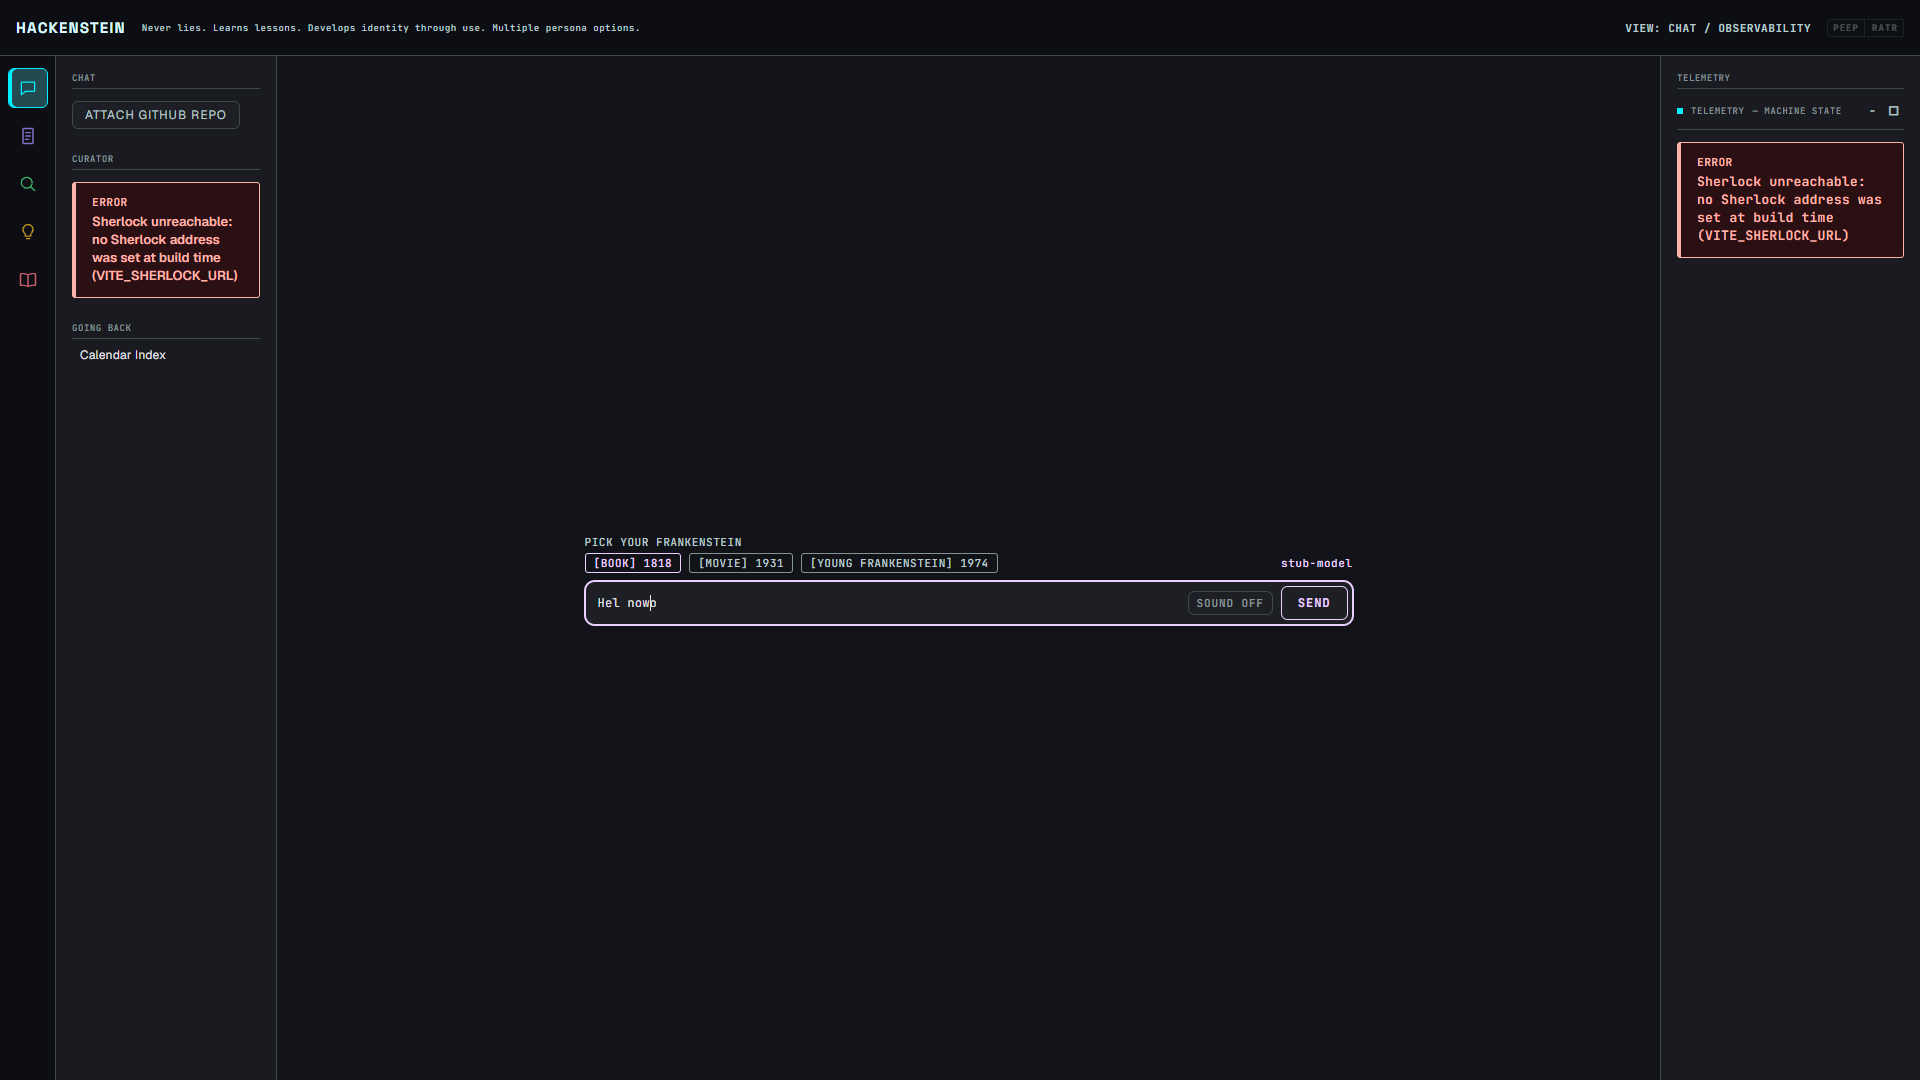 HACKENSTEIN
Never lies. Learns lessons. Develops identity through use. Multiple persona options.
VIEW: CHAT / OBSERVABILITY
PEEP
RATR
CHAT
ATTACH GITHUB REPO
CURATOR
ERROR
Sherlock unreachable:
no Sherlock address
was set at build time
(VITE_SHERLOCK_URL)
GOING BACK
Calendar Index
PICK YOUR FRANKENSTEIN
[BOOK] 1818
[MOVIE] 1931
[YOUNG FRANKENSTEIN] 1974
stub-model
Hel nowo
SOUND OFF
SEND
TELEMETRY
TELEMETRY — MACHINE STATE
ERROR
Sherlock unreachable:
no Sherlock address was
set at build time
(VITE_SHERLOCK_URL)